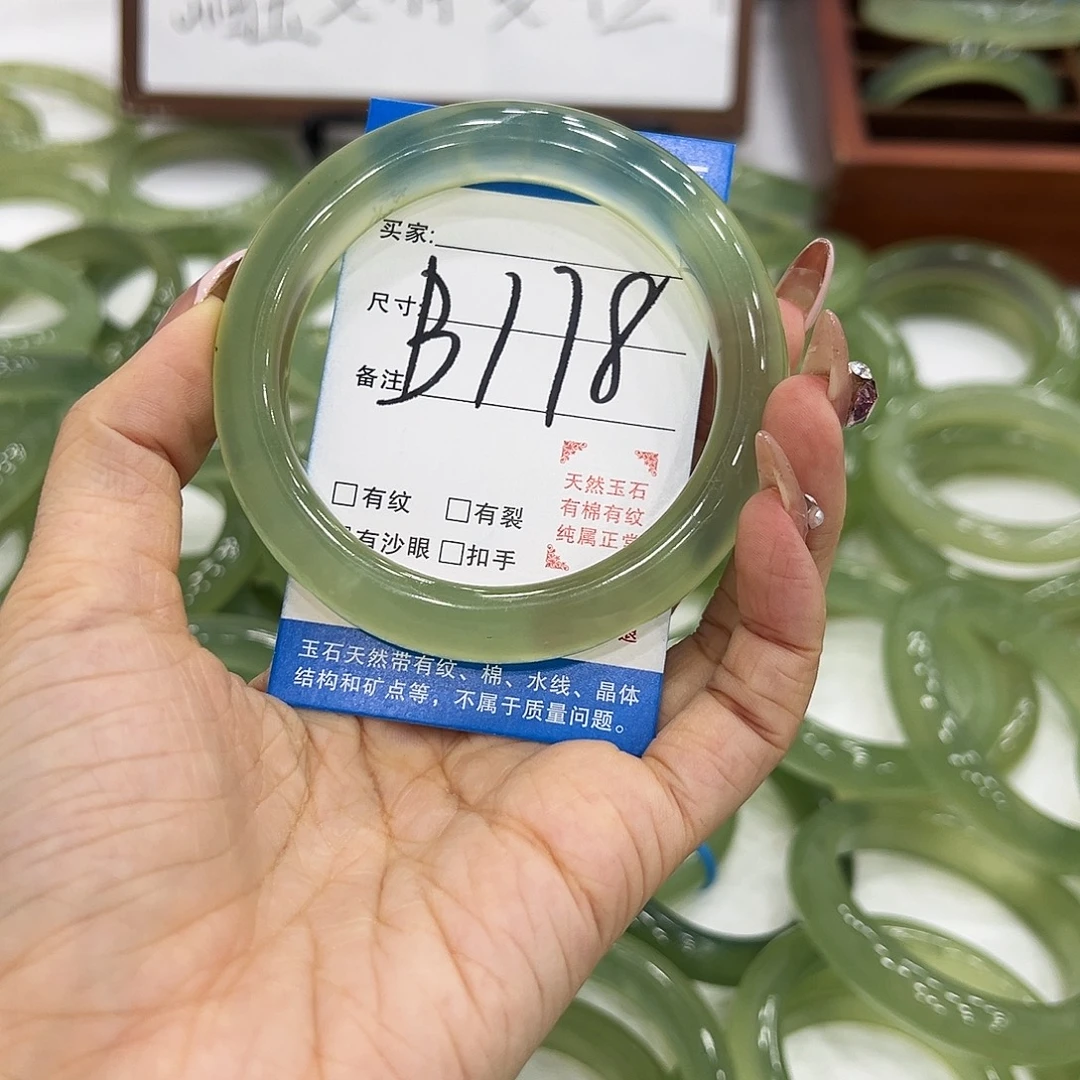 买家:
B178
尺寸
备注
天然玉石
□有纹 □有裂
有棉有纹
纯属正常
有沙眼 □扣手
玉石天然带有纹、棉、水线、晶体
结构和矿点等，不属于质量问题。